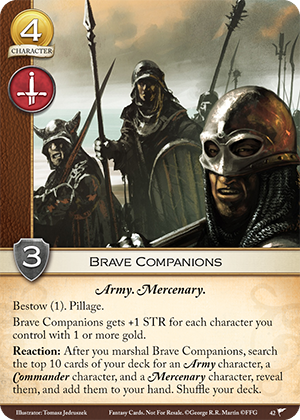 4
CHARACTER
3
BRAVE COMPANIONS
Army. Mercenary.
Bestow (1). Pillage.
Brave Companions gets +1 STR for each character you
control with 1 or more gold.
Reaction: After you marshal Brave Companions, search
the top 10 cards of your deck for an Army character, a
Commander character, and a Mercenary character, reveal
them, and add them to your hand. Shuffle your deck.
Illustrator: Tomasz Jedruszek Fantasy Cards. Not For Resale. ©George R.R. Martin ©FFG 42